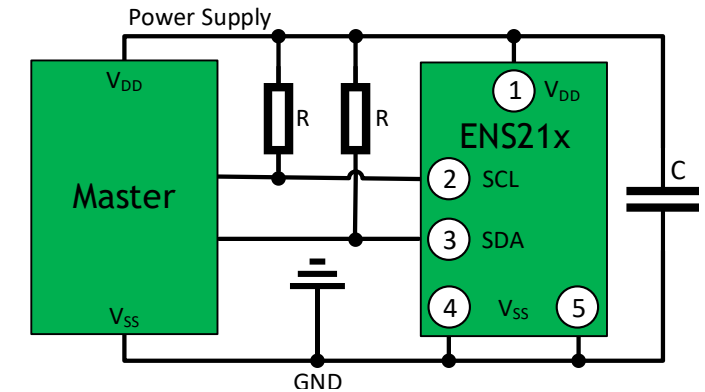 Power Supply
VDD
1 VDD
R R
ENS21x
C
2 SCL
Master
3 SDA
VSS
4 VSS 5
GND